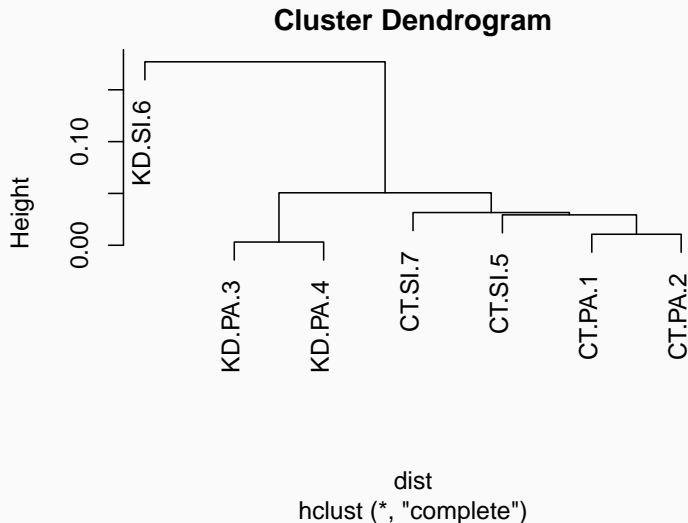 Cluster Dendrogram
Height
0.00
0.10
KD.SI.6
KD.PA.3
KD.PA.4
CT.SI.7
CT.SI.5
CT.PA.1
CT.PA.2
dist
hclust (*, "complete")